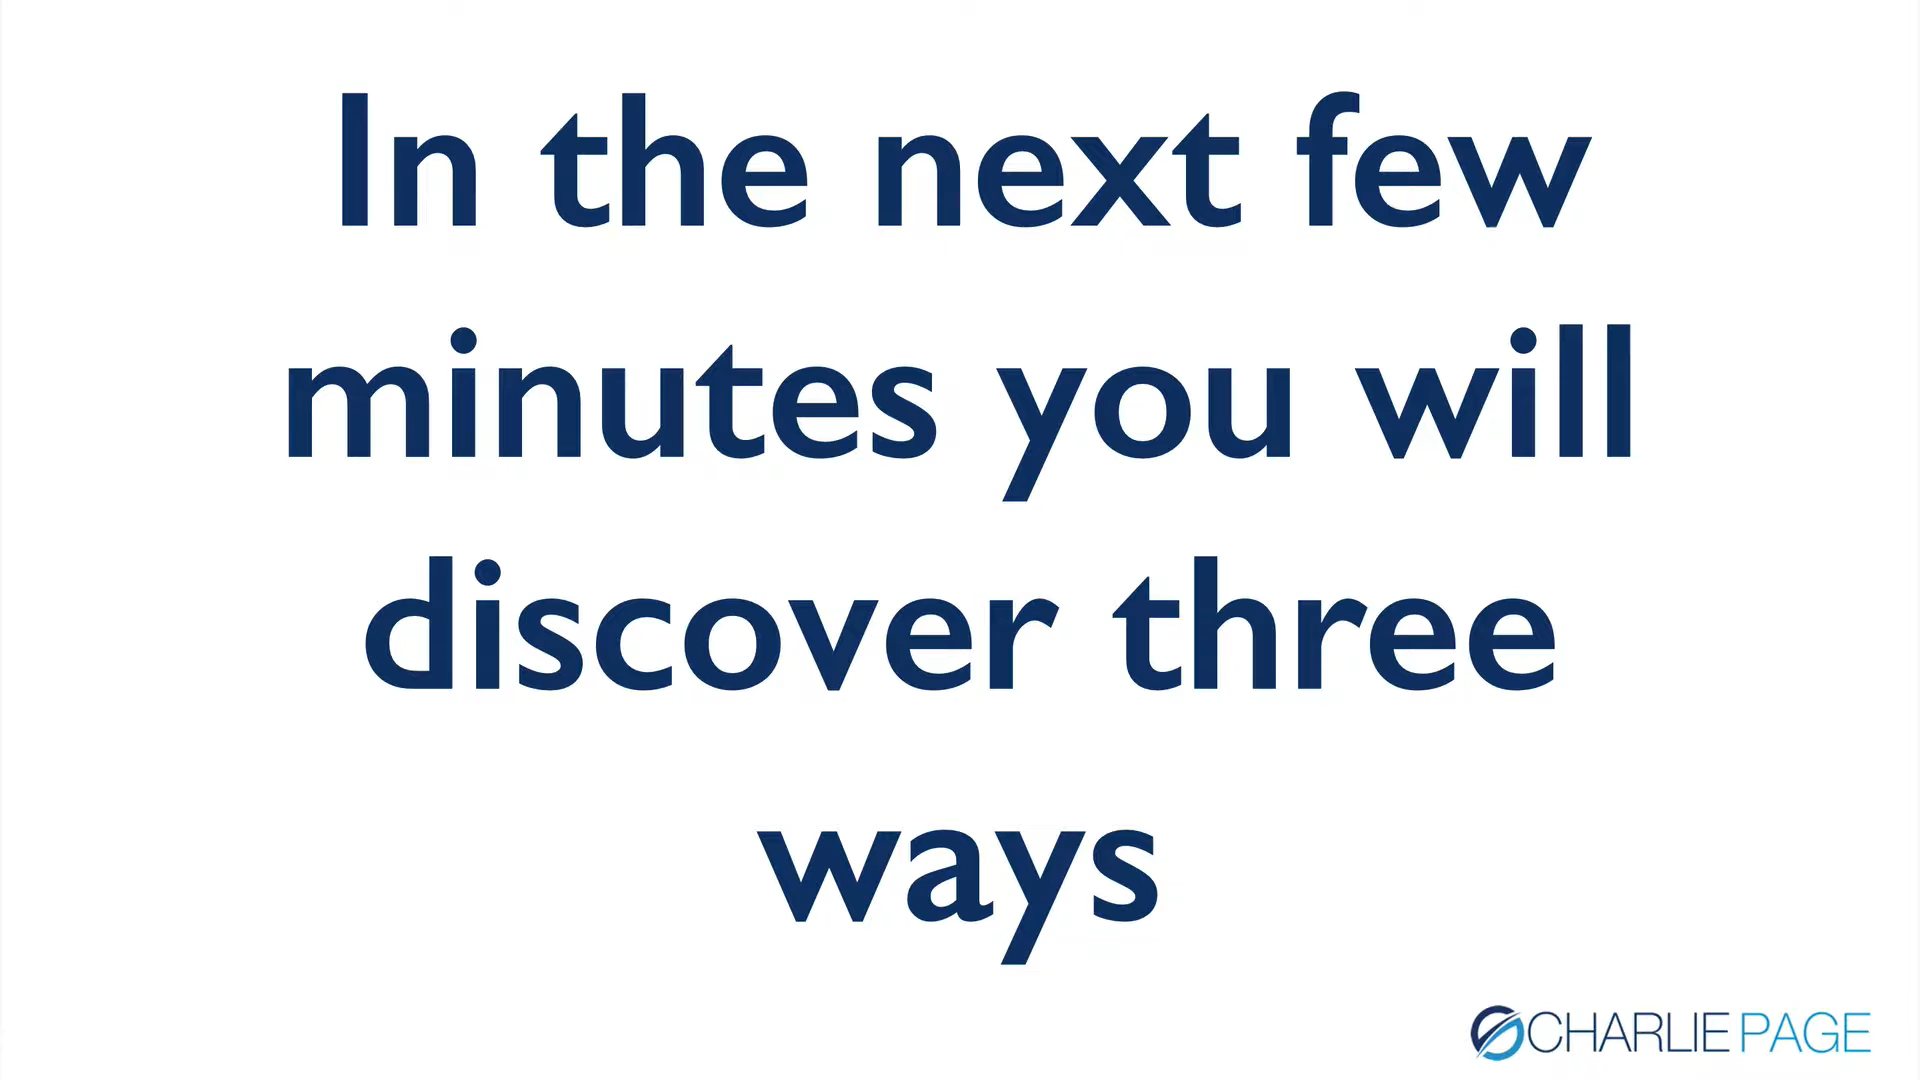 In the next few
minutes you will
discover three
ways
CHARLIE PAGE